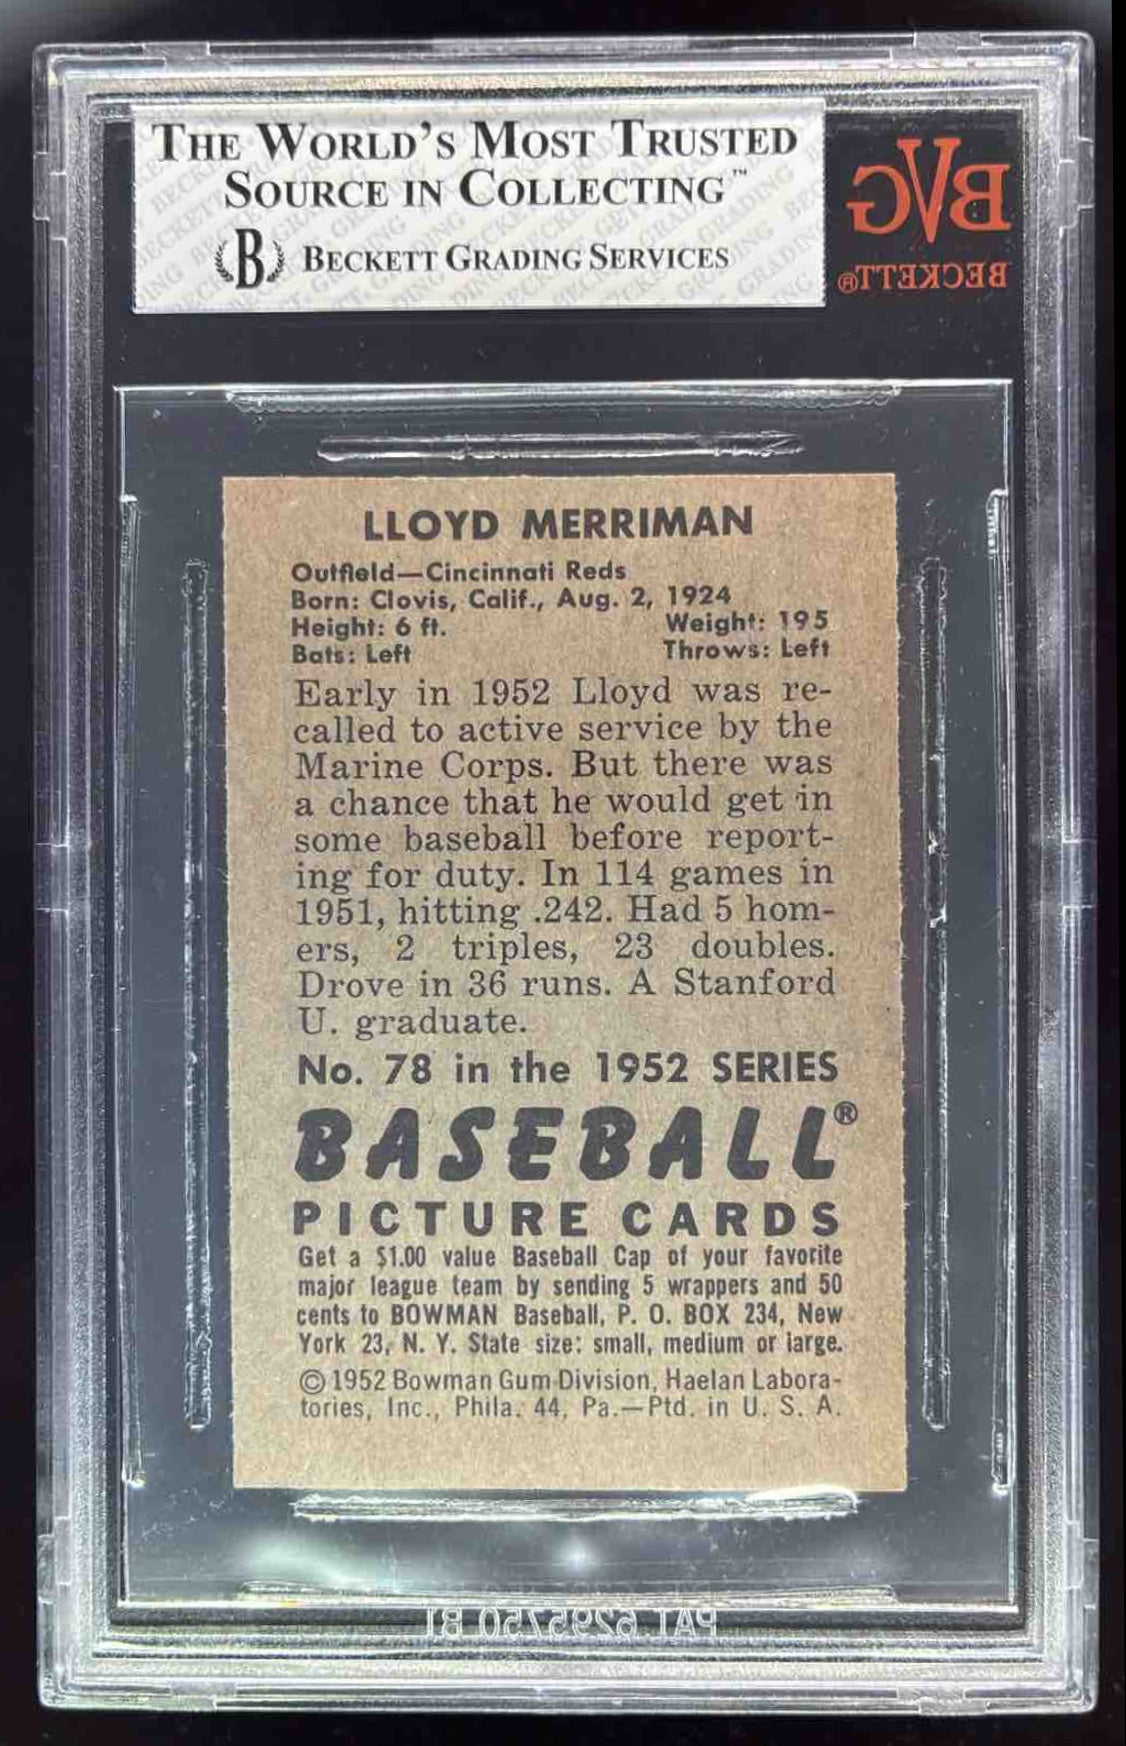 THE WORLD'S MOST TRUSTED
SOURCE IN COLLECTING™
B BECKETT GRADING SERVICES
BVG
BECKETT®
LLOYD MERRIMAN
Outfield—Cincinnati Reds
Born: Clovis, Calif., Aug. 2, 1924
Height: 6 ft. Weight: 195
Bats: Left Throws: Left
Early in 1952 Lloyd was re-
called to active service by the
Marine Corps. But there was
a chance that he would get in
some baseball before report-
ing for duty. In 114 games in
1951, hitting .242. Had 5 hom-
ers, 2 triples, 23 doubles.
Drove in 36 runs. A Stanford
U. graduate.
No. 78 in the 1952 SERIES
BASEBALL®
PICTURE CARDS
Get a $1.00 value Baseball Cap of your favorite
major league team by sending 5 wrappers and 50
cents to BOWMAN Baseball, P. O. BOX 234, New
York 23, N. Y. State size: small, medium or large.
© 1952 Bowman Gum Division, Haelan Labora-
tories, Inc., Phila. 44, Pa.—Ptd. in U. S. A.
PAT.6295750 B1